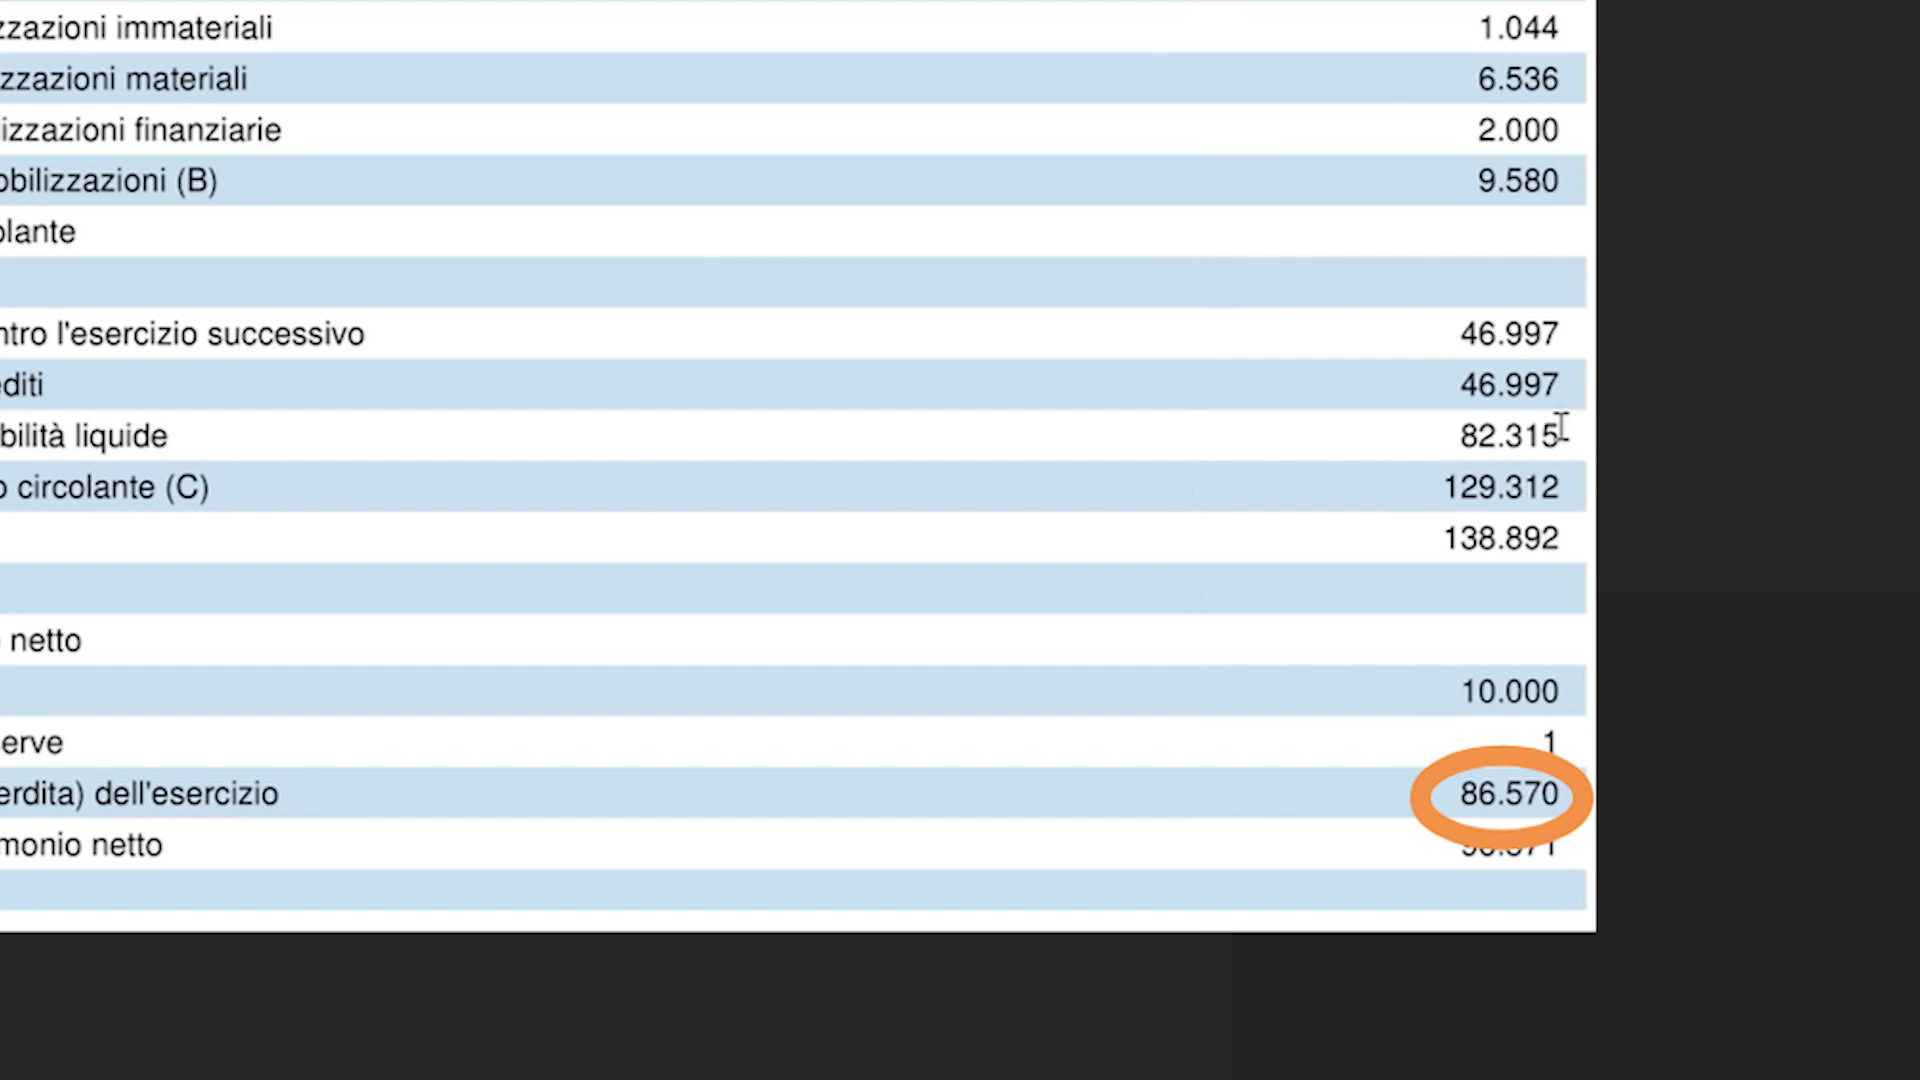 zzazioni immateriali 1.044
zzazioni materiali 6.536
izzazioni finanziarie 2.000
obilizzazioni (B) 9.580
olante
ntro l'esercizio successivo 46.997
editi 46.997
bilità liquide 82.315
o circolante (C) 129.312
138.892
netto
10.000
erve 1
erdita) dell'esercizio 86.570
monio netto